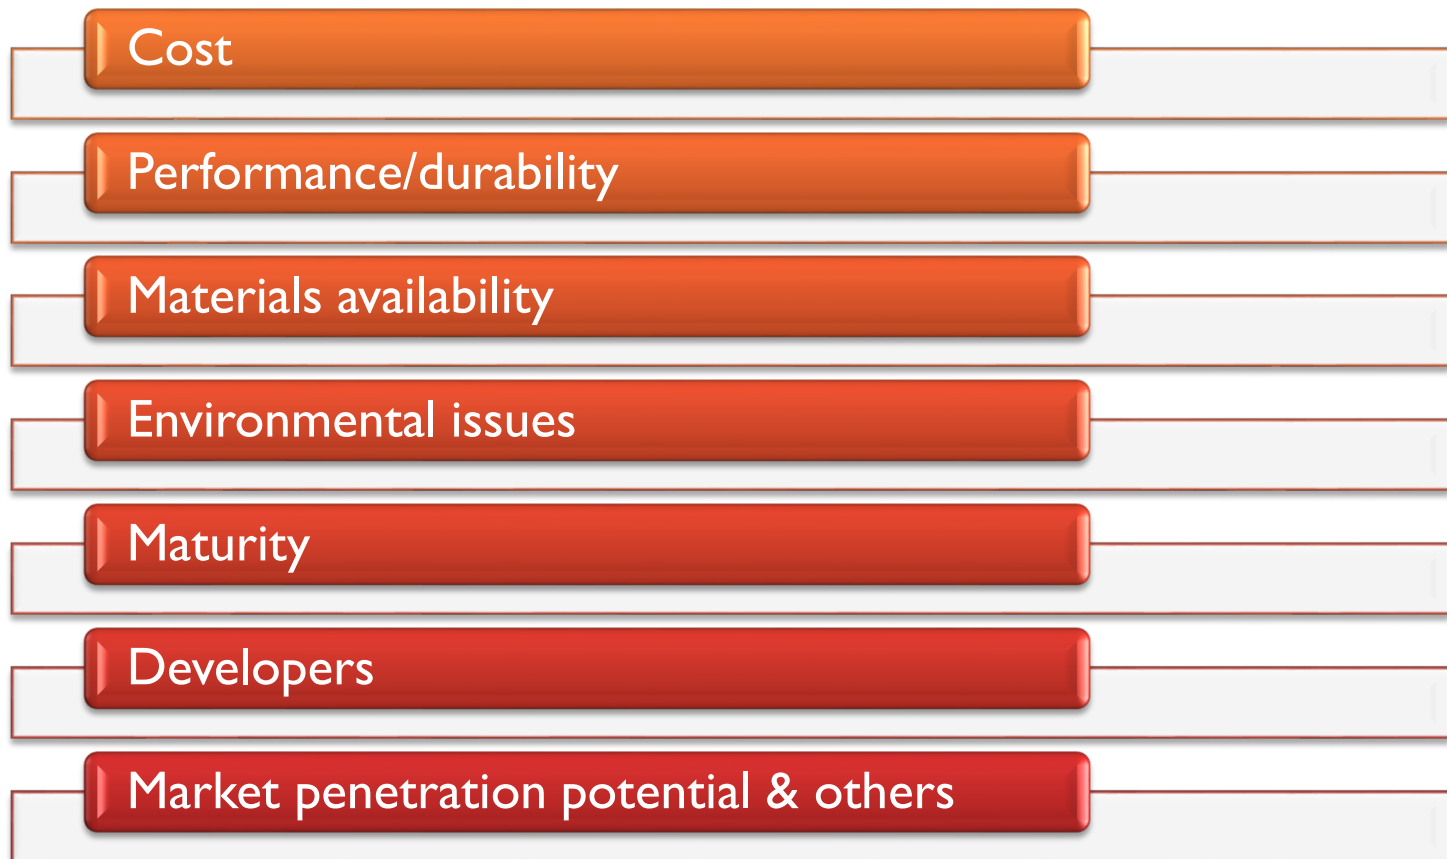 Cost
Performance/durability
Materials availability
Environmental issues
Maturity
Developers
Market penetration potential & others